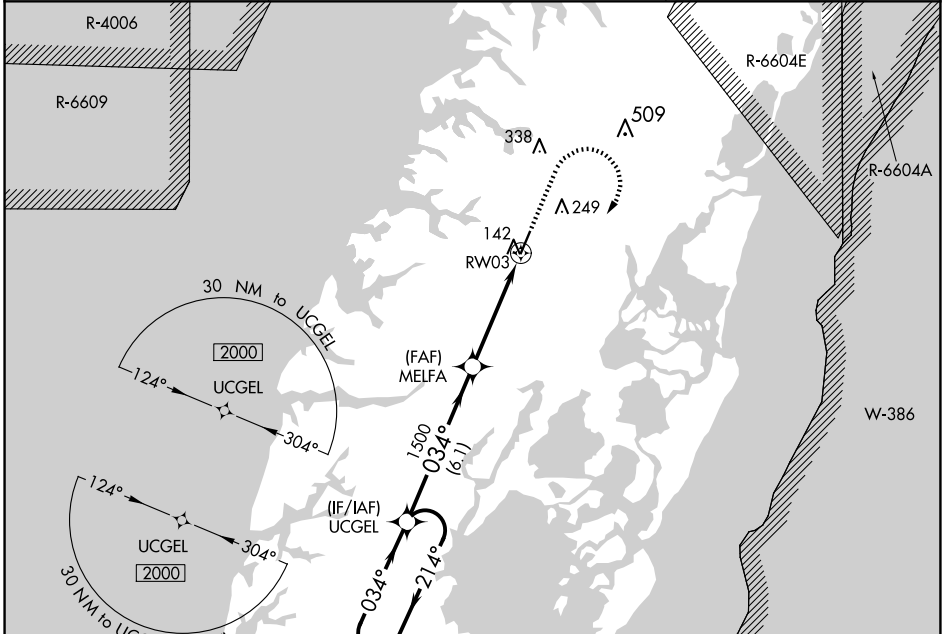 R-4006
R-6604E
R-6609
509
338
R-6604A
249
142
RW03
30 NM to UCGEL
2000
(FAF)
MELFA
124°
UCGEL
304°
W-386
1500
034°
(6.1)
124°
(IF/IAF)
UCGEL
UCGEL
304°
2000
034°
214°
30 NM to UCG